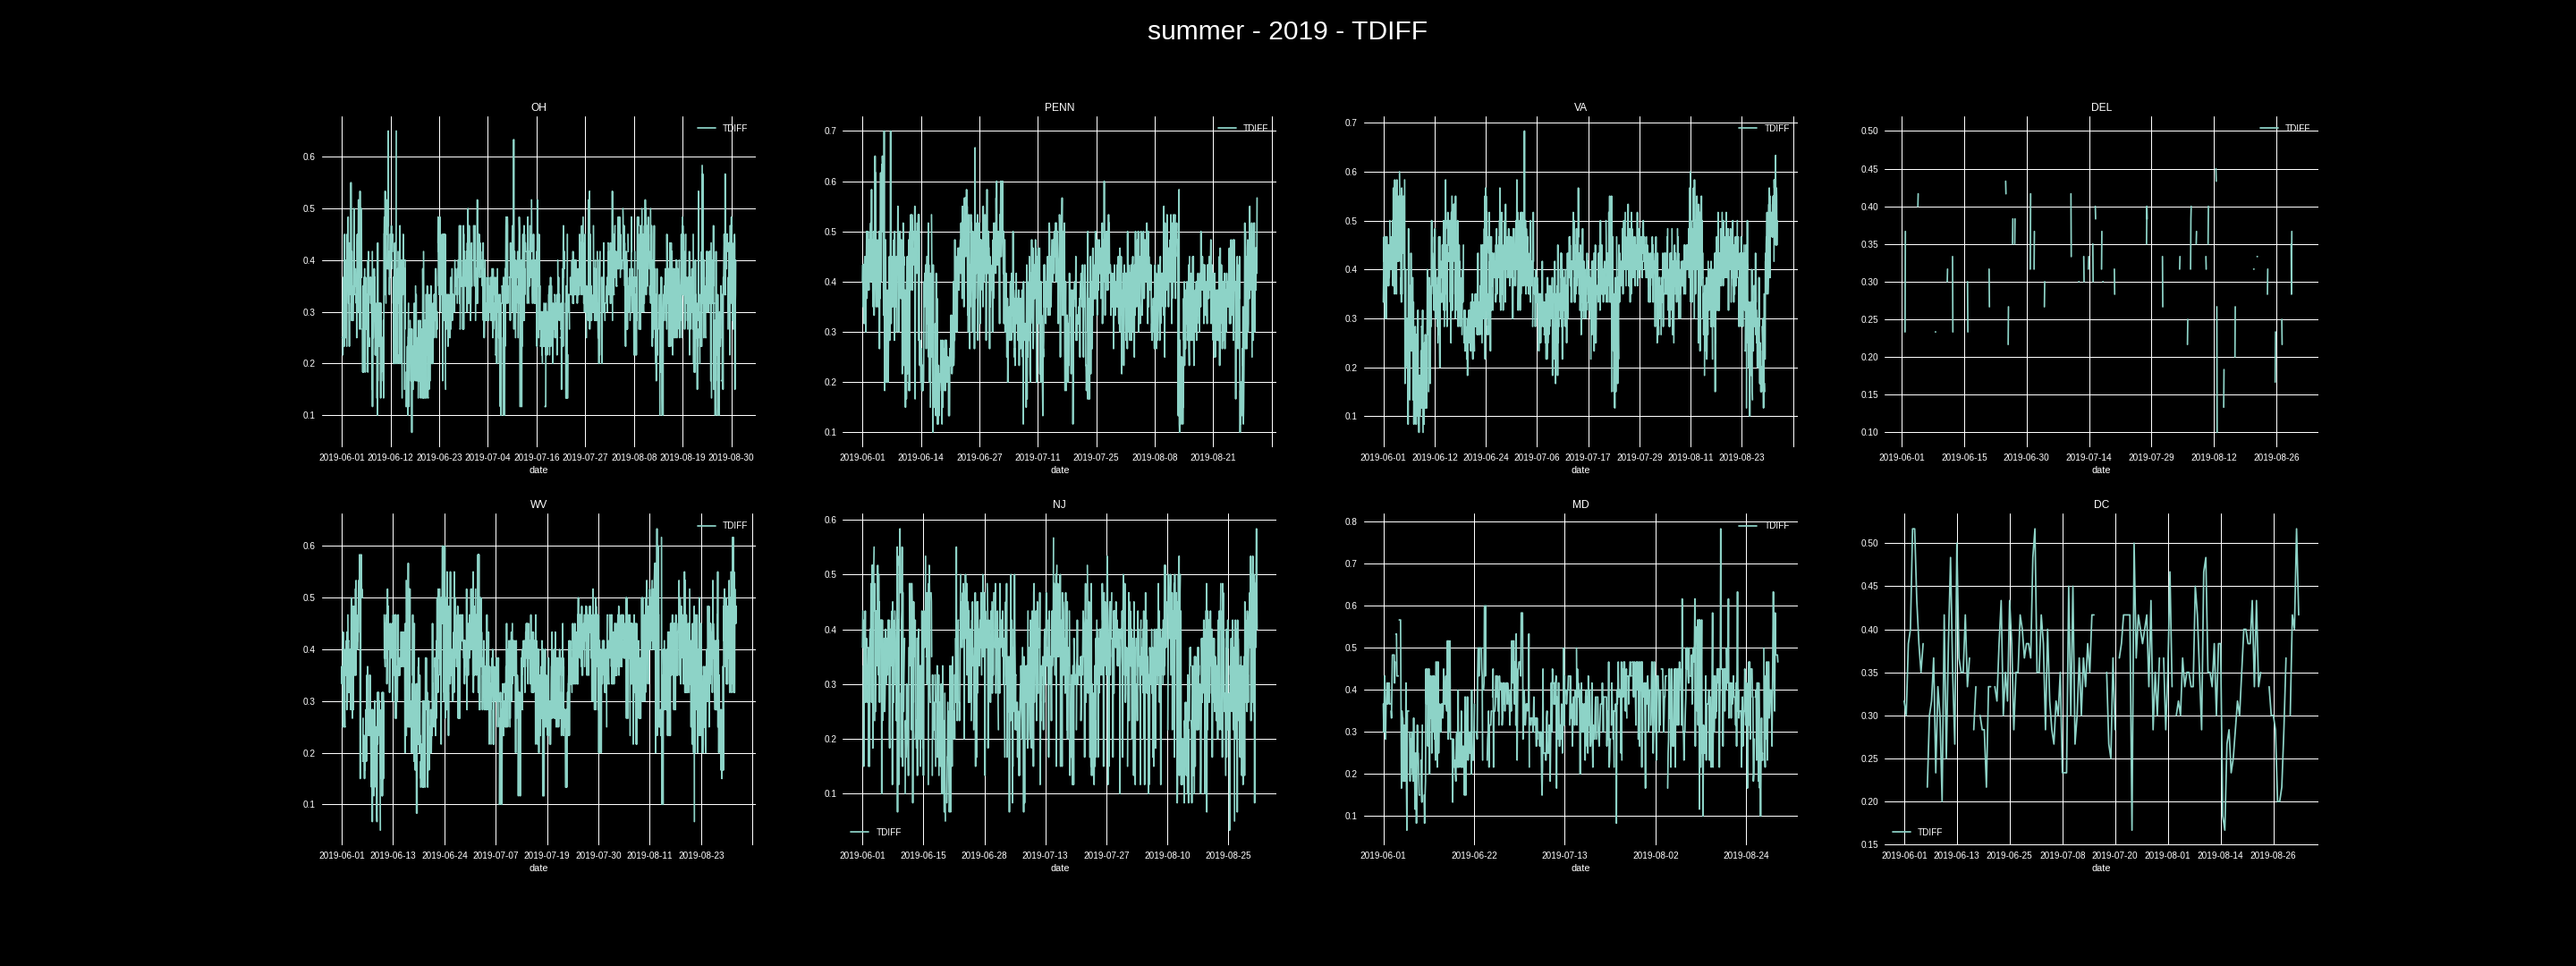 summer - 2019 - TDIFF
OH
TDIFF
0.6
0.5
0.4
0.3
0.2
0.1
2019-06-01 2019-06-12 2019-06-23 2019-07-04 2019-07-16 2019-07-27 2019-08-08 2019-08-19 2019-08-30
date
PENN
TDIFF
0.7
0.6
0.5
0.4
0.3
0.2
0.1
2019-06-01 2019-06-14 2019-06-27 2019-07-11 2019-07-25 2019-08-08 2019-08-21
date
VA
TDIFF
0.7
0.6
0.5
0.4
0.3
0.2
0.1
2019-06-01 2019-06-12 2019-06-24 2019-07-06 2019-07-17 2019-07-29 2019-08-11 2019-08-23
date
DEL
TDIFF
0.50
0.45
0.40
0.35
0.30
0.25
0.20
0.15
0.10
2019-06-01 2019-06-15 2019-06-30 2019-07-14 2019-07-29 2019-08-12 2019-08-26
date
WV
TDIFF
0.6
0.5
0.4
0.3
0.2
0.1
2019-06-01 2019-06-13 2019-06-24 2019-07-07 2019-07-19 2019-07-30 2019-08-11 2019-08-23
date
NJ
0.6
0.5
0.4
0.3
0.2
0.1
TDIFF
2019-06-01 2019-06-15 2019-06-28 2019-07-13 2019-07-27 2019-08-10 2019-08-25
date
MD
TDIFF
0.8
0.7
0.6
0.5
0.4
0.3
0.2
0.1
2019-06-01 2019-06-22 2019-07-13 2019-08-02 2019-08-24
date
DC
0.50
0.45
0.40
0.35
0.30
0.25
0.20
0.15
TDIFF
2019-06-01 2019-06-13 2019-06-25 2019-07-08 2019-07-20 2019-08-01 2019-08-14 2019-08-26
date